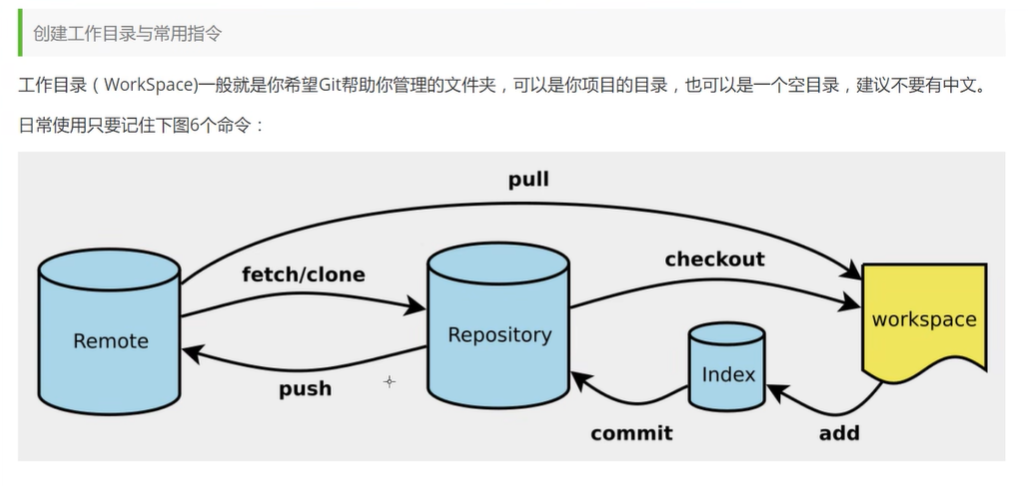 创建工作目录与常用指令
工作目录（WorkSpace)一般就是你希望Git帮助你管理的文件夹，可以是你项目的目录，也可以是一个空目录，建议不要有中文。
日常使用只要记住下图6个命令：
pull
fetch/clone
checkout
Remote
Repository
workspace
Index
push
commit
add